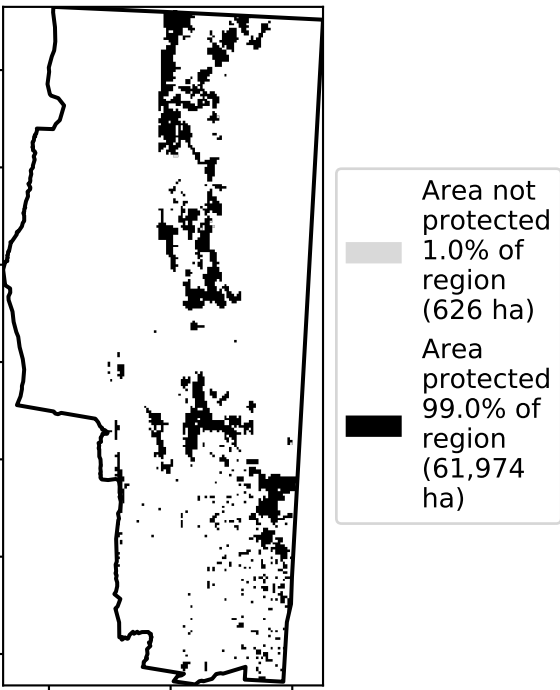 Area not
protected
1.0% of
region
(626 ha)
Area
protected
99.0% of
region
(61,974
ha)